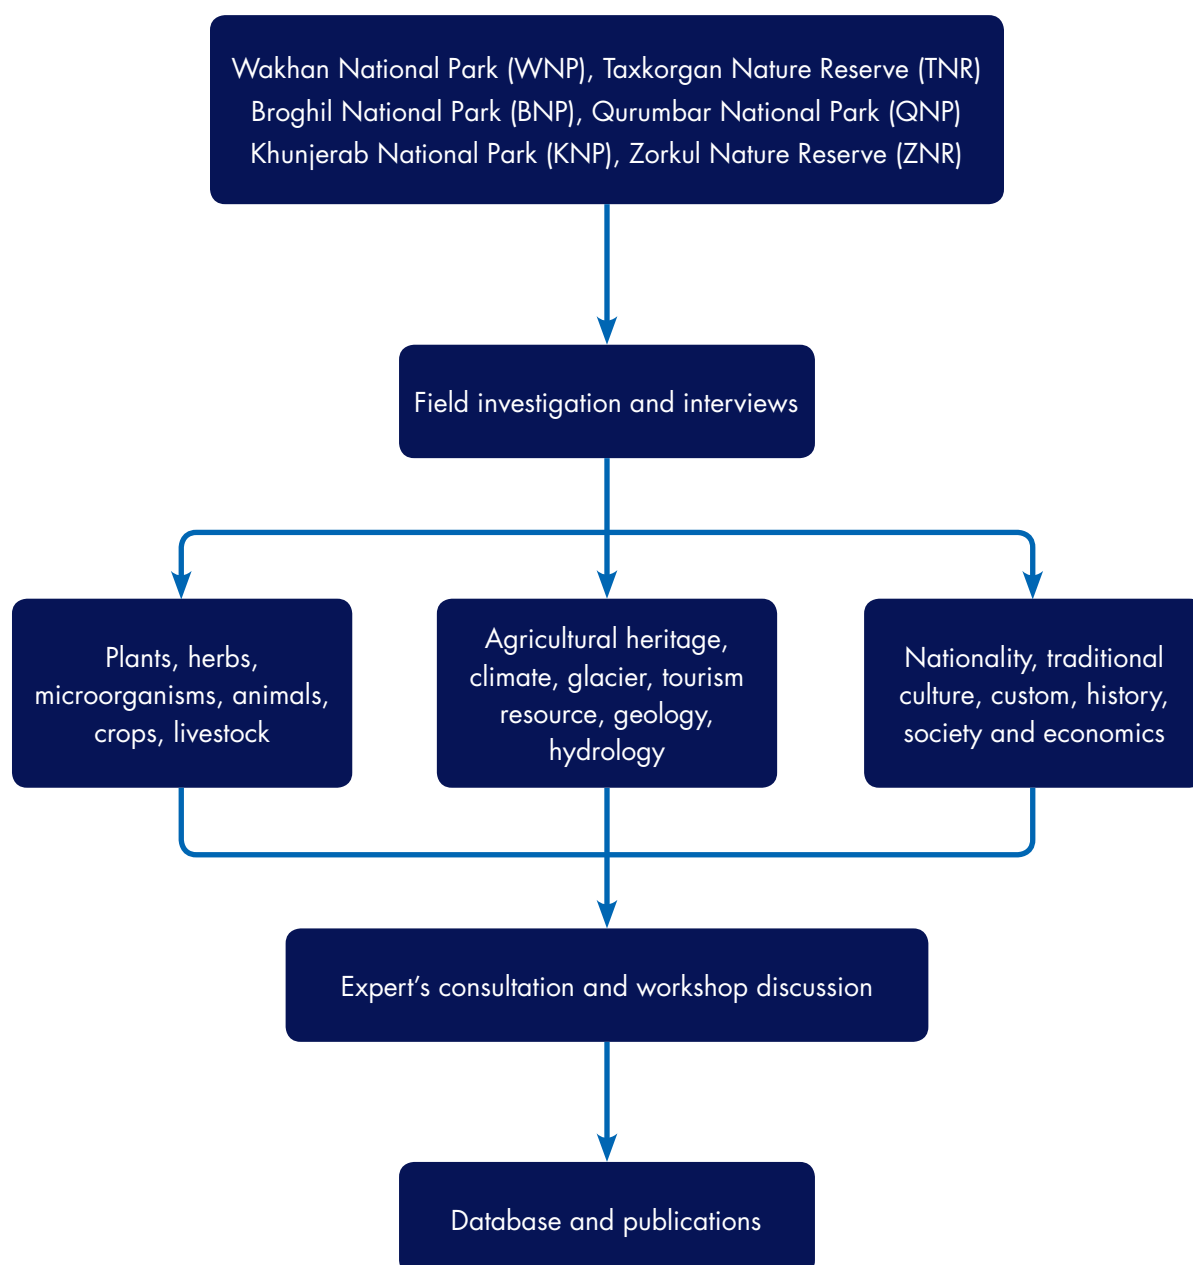 Wakhan National Park (WNP), Taxkorgan Nature Reserve (TNR)
Broghil National Park (BNP), Qurumbar National Park (QNP)
Khunjerab National Park (KNP), Zorkul Nature Reserve (ZNR)
Field investigation and interviews
Plants, herbs,
microorganisms, animals,
crops, livestock
Agricultural heritage,
climate, glacier, tourism
resource, geology,
hydrology
Nationality, traditional
culture, custom, history,
society and economics
Expert’s consultation and workshop discussion
Database and publications